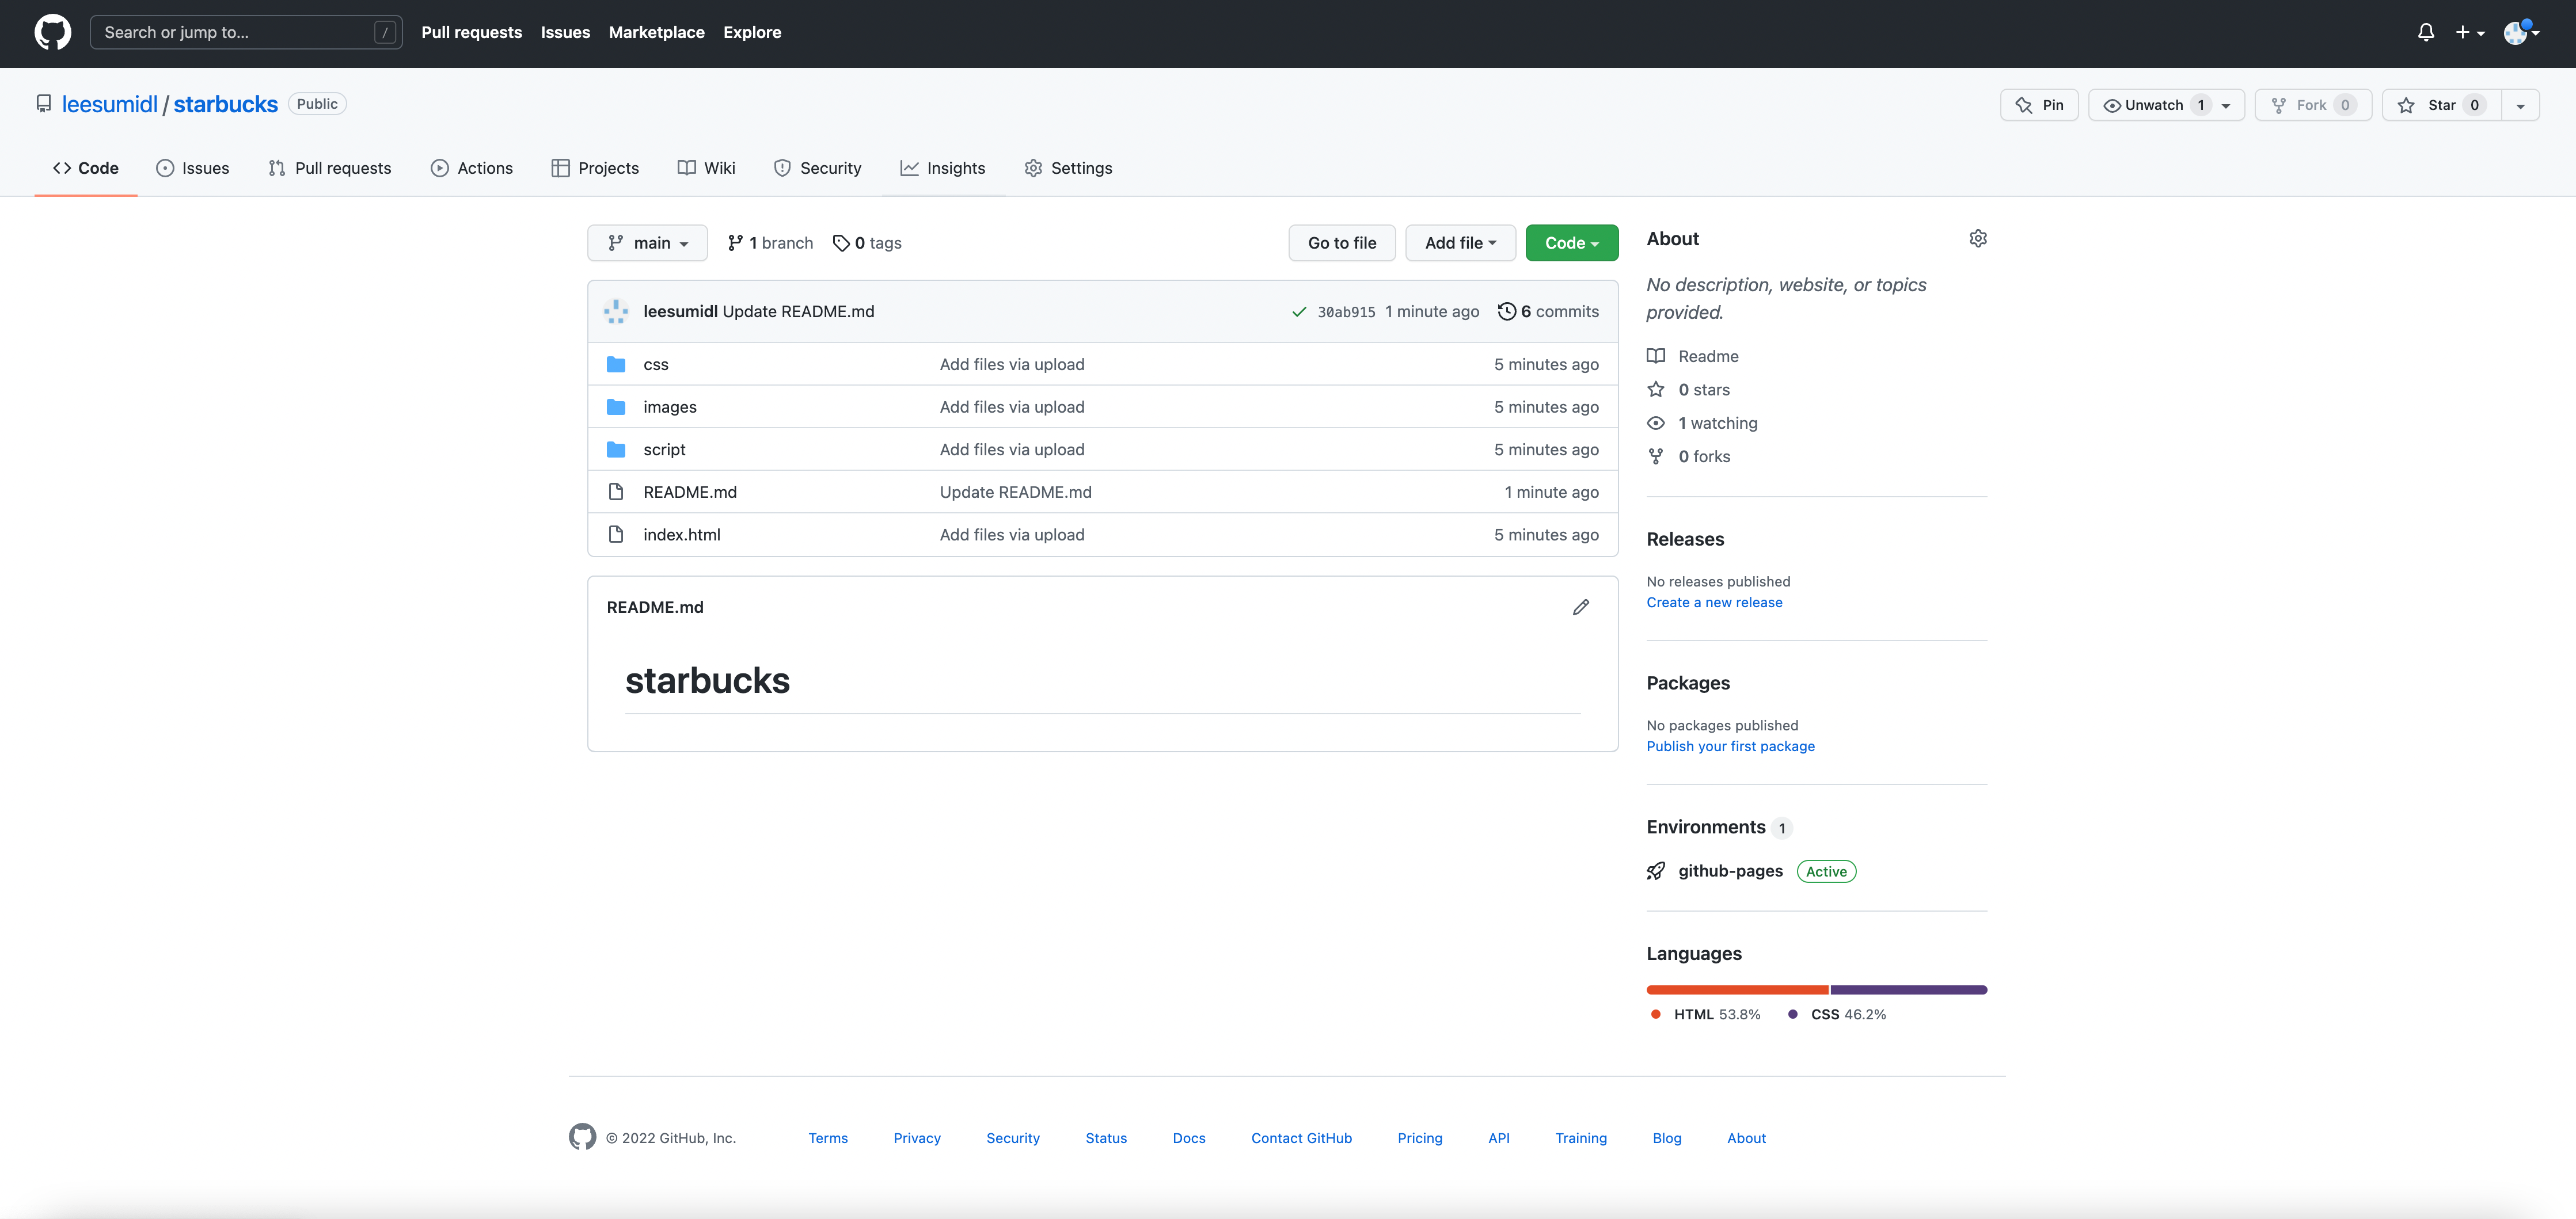 Search or jump to... /
Pull requests Issues Marketplace Explore
leesumidl / starbucks Public
Pin Unwatch 1 Fork 0 Star 0
Code Issues Pull requests Actions Projects Wiki Security Insights Settings
main 1 branch 0 tags Go to file Add file Code
leesumidl Update README.md 30ab915 1 minute ago 6 commits
css Add files via upload 5 minutes ago
images Add files via upload 5 minutes ago
script Add files via upload 5 minutes ago
README.md Update README.md 1 minute ago
index.html Add files via upload 5 minutes ago
README.md
starbucks
About
No description, website, or topics
provided.
Readme
0 stars
1 watching
0 forks
Releases
No releases published
Create a new release
Packages
No packages published
Publish your first package
Environments 1
github-pages Active
Languages
HTML 53.8% CSS 46.2%
© 2022 GitHub, Inc. Terms Privacy Security Status Docs Contact GitHub Pricing API Training Blog About